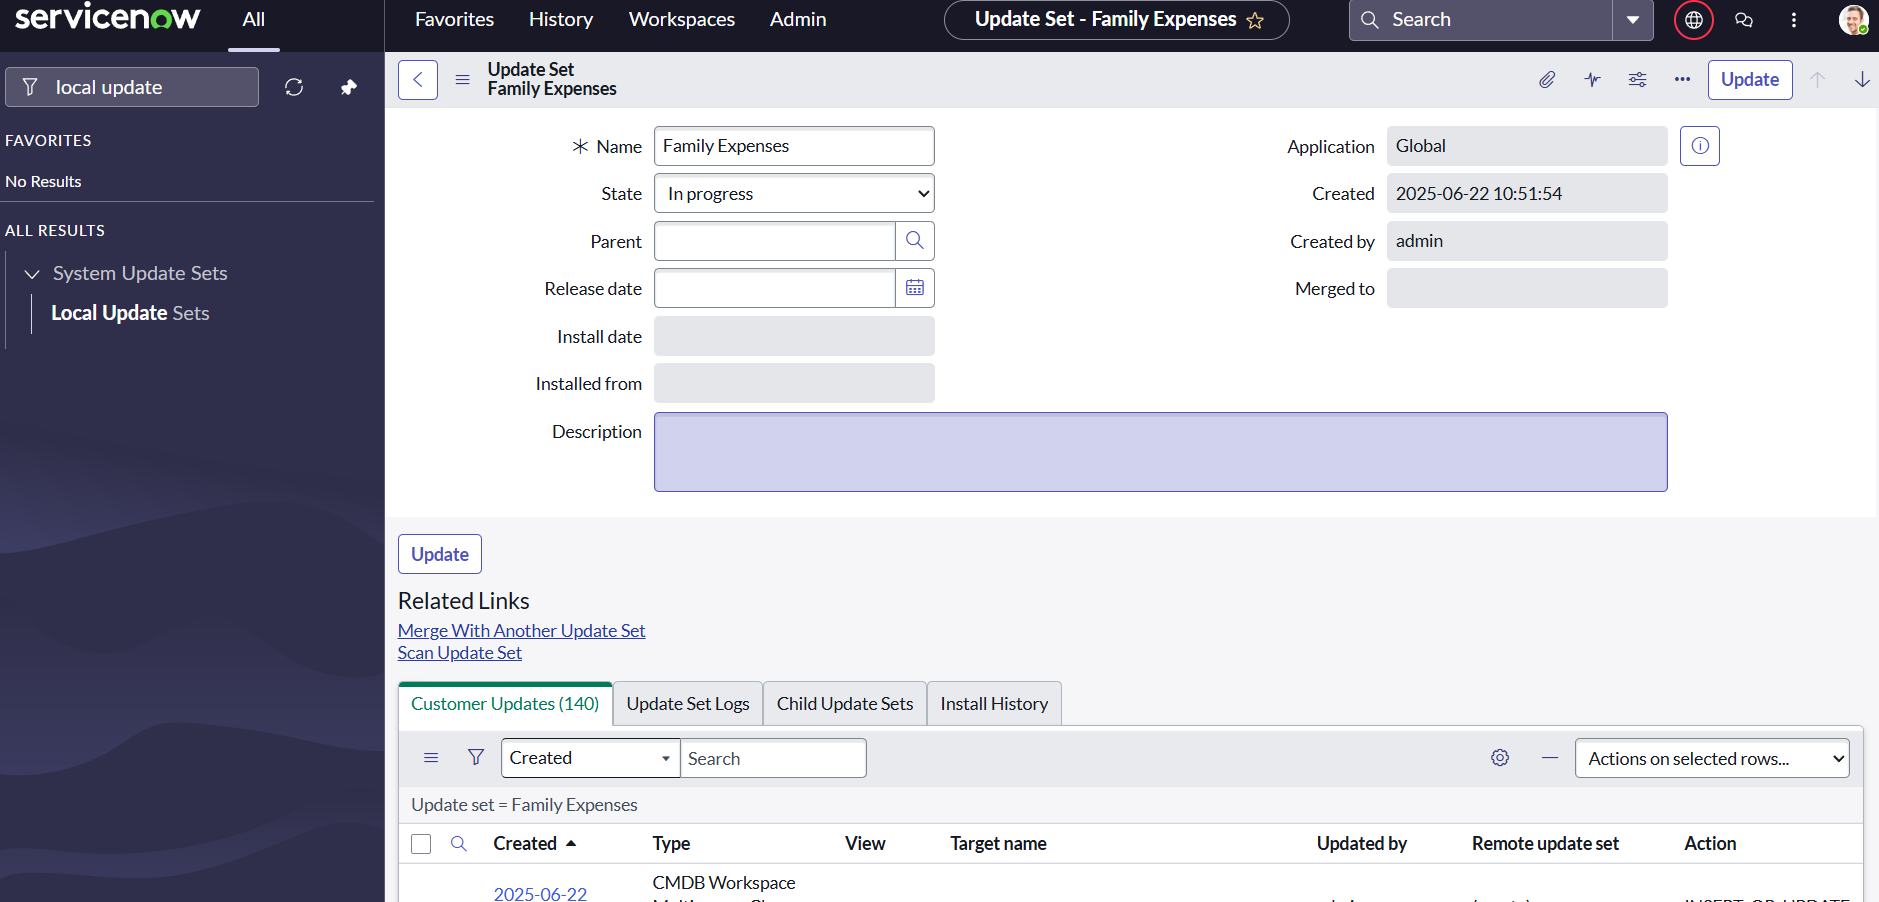 servicenow
All
Favorites
History
Workspaces
Admin
Update Set - Family Expenses
Search
local update
FAVORITES
No Results
ALL RESULTS
System Update Sets
Local Update Sets
Update Set
Family Expenses
Update
Name
Family Expenses
State
In progress
Parent
Release date
Install date
Installed from
Description
Application
Global
Created
2025-06-22 10:51:54
Created by
admin
Merged to
Update
Related Links
Merge With Another Update Set
Scan Update Set
Customer Updates (140)
Update Set Logs
Child Update Sets
Install History
Created
Search
Actions on selected rows...
Update set = Family Expenses
Created
Type
View
Target name
Updated by
Remote update set
Action
2025-06-22
CMDB Workspace